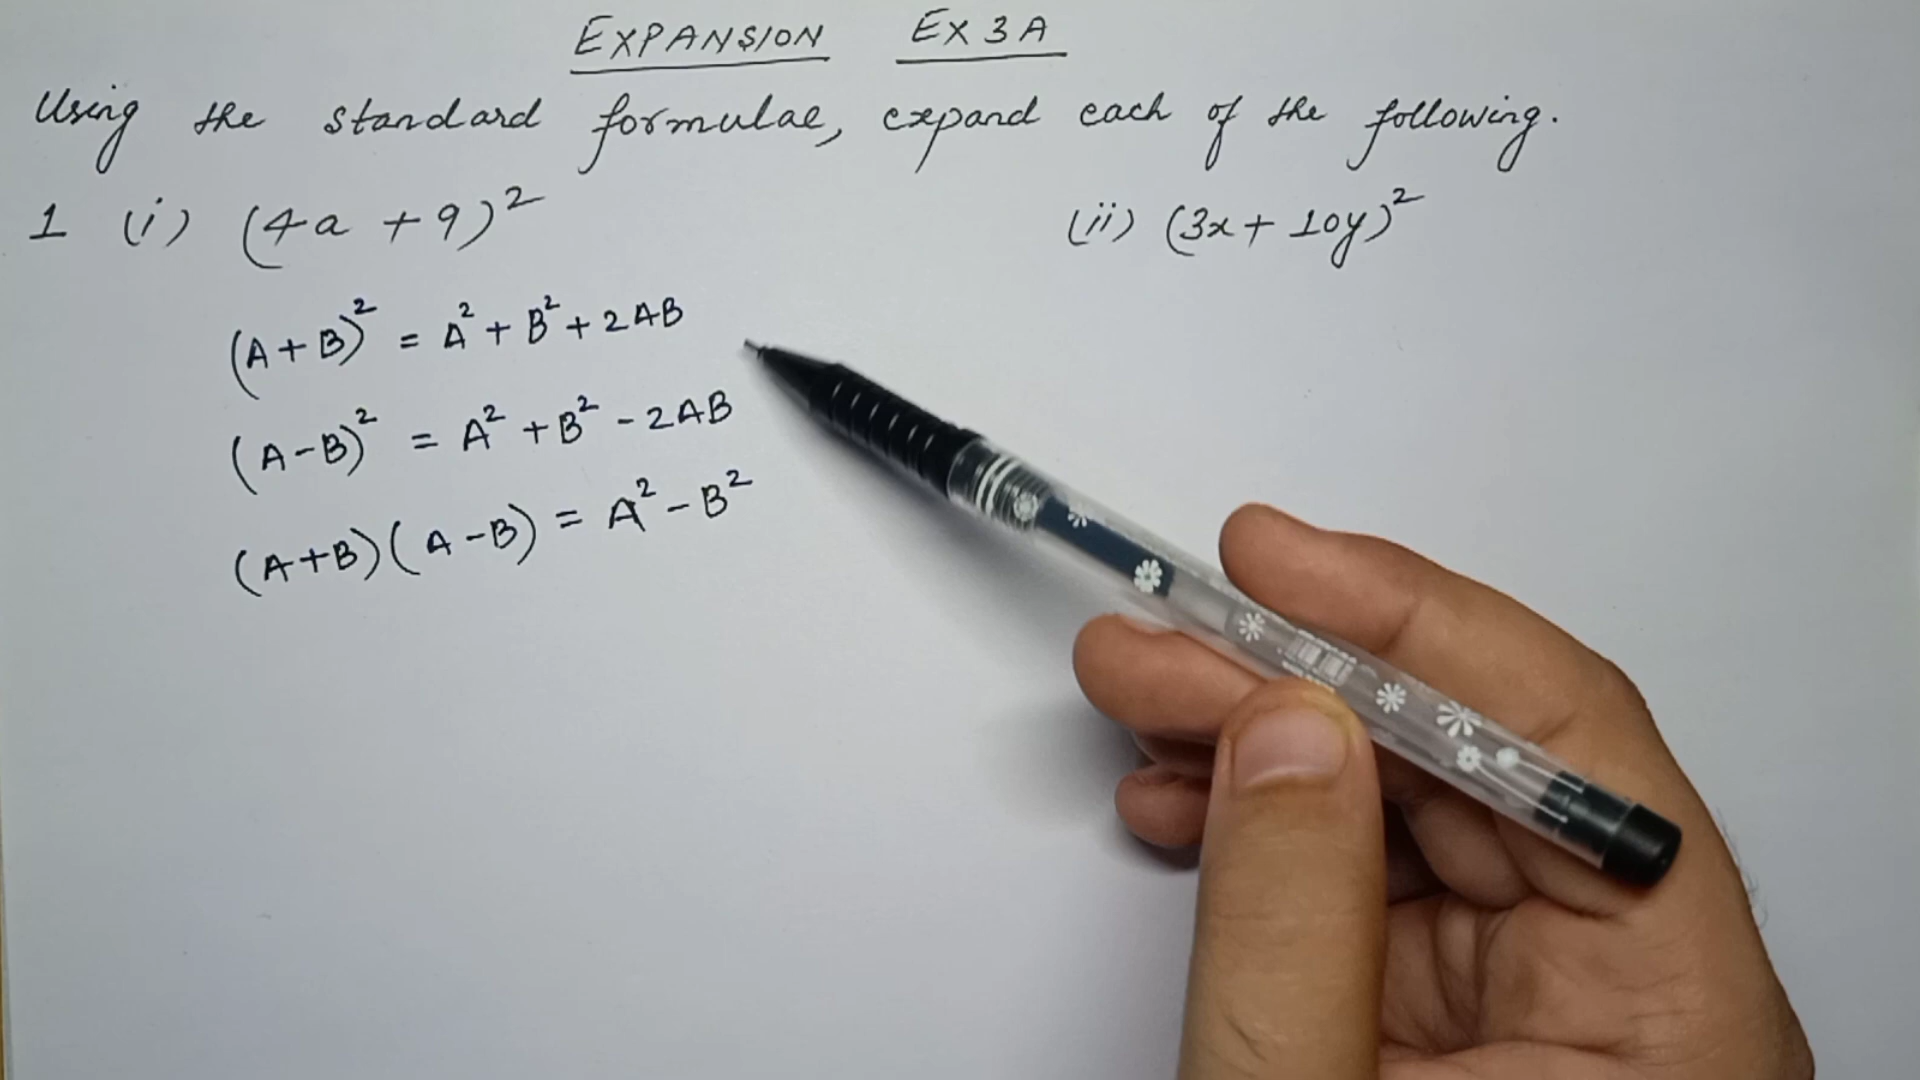 EXPANSION EX 3A
Using the standard formulae, expand each of the following.
1 (i) (4a + 9)² (ii) (3x + 10y)²
(A+B)² = A² + B² + 2AB
(A-B)² = A² + B² - 2AB
(A+B)(A-B) = A² - B²